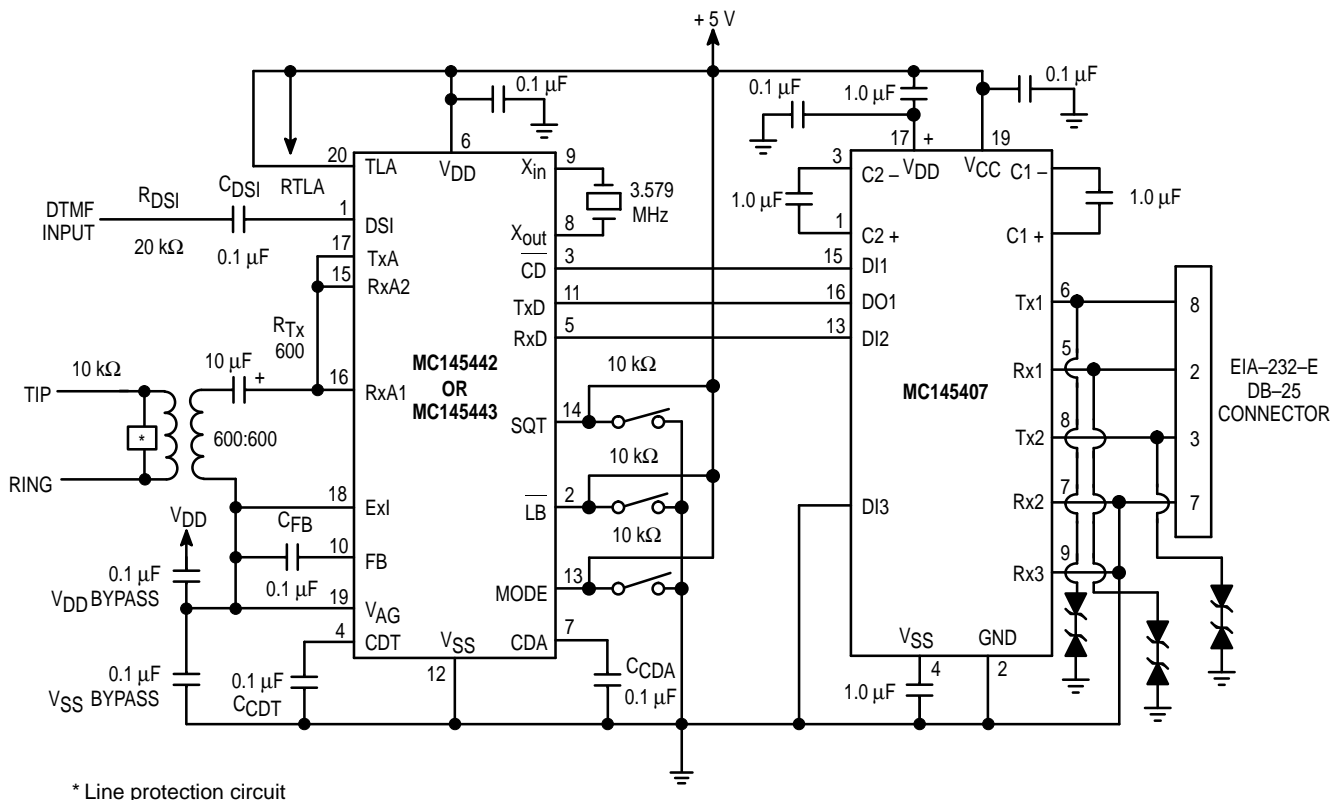 + 5 V
0.1 µF
0.1 µF
1.0 µF
0.1 µF
20
TLA
RTLA
6
VDD
Xin
9
3.579
MHz
8
Xout
3
C2 –
17
+
VDD
19
VCC
C1 –
1.0 µF
1
C2 +
C1 +
1.0 µF
DTMF
INPUT
RDSI
20 kΩ
CDSI
0.1 µF
1
DSI
17
TxA
15
RxA2
3
CD
15
DI1
11
TxD
16
DO1
5
RxD
13
DI2
6
Tx1
8
5
Rx1
2
8
Tx2
3
7
Rx2
7
9
Rx3
EIA–232–E
DB–25
CONNECTOR
RTx
600
10 kΩ
10 µF
+
16
RxA1
MC145442
OR
MC145443
MC145407
TIP
*
RING
600:600
10 kΩ
14
SQT
10 kΩ
2
LB
10 kΩ
13
MODE
DI3
18
ExI
VDD
CFB
10
FB
0.1 µF
0.1 µF
VDD BYPASS
19
VAG
4
CDT
VSS
12
CDA
7
CCDA
0.1 µF
0.1 µF
VSS BYPASS
0.1 µF
CCDT
VSS
4
GND
2
1.0 µF
* Line protection circuit